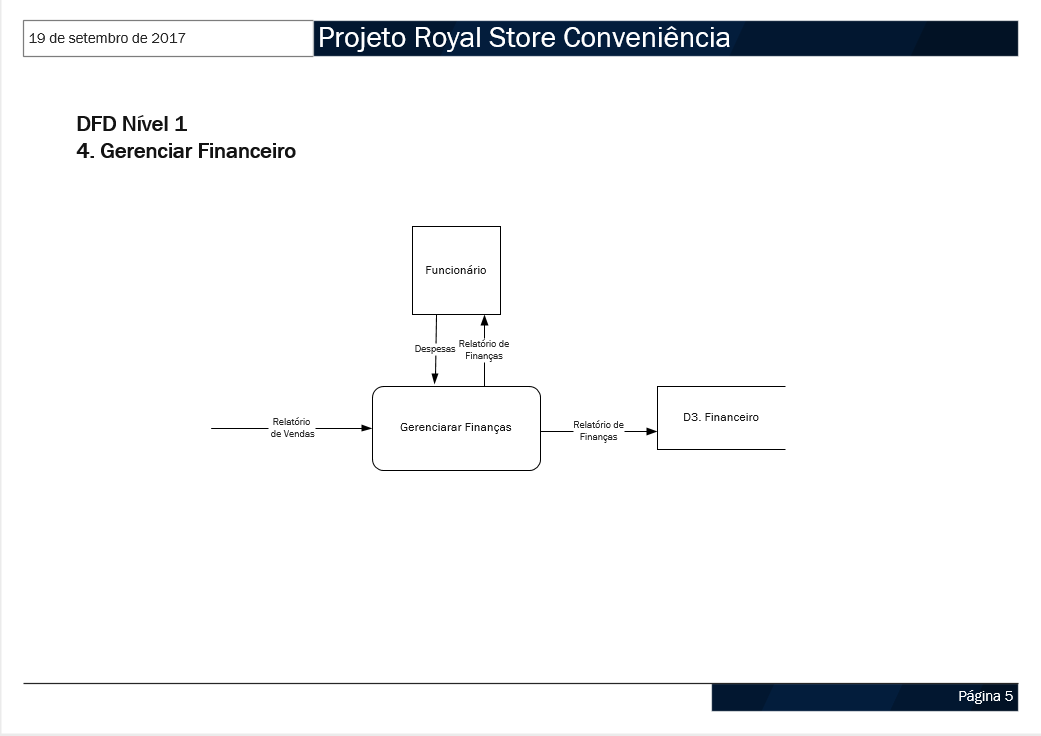 19 de setembro de 2017
Projeto Royal Store Conveniência
DFD Nível 1
4. Gerenciar Financeiro
Funcionário
Despesas
Relatório de
Finanças
Relatório
de Vendas
Gerenciarar Finanças
Relatório de
Finanças
D3. Financeiro
Página 5